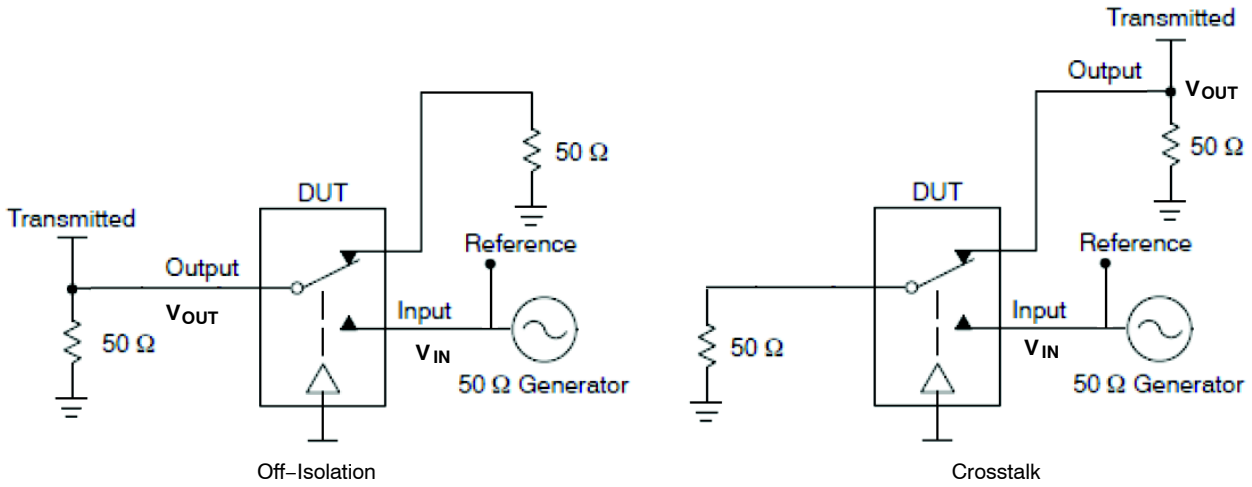 Transmitted
Output
VOUT
50 Ω
DUT
50 Ω
Reference
Input
VIN
50 Ω Generator
Off−Isolation
Transmitted
Output
VOUT
50 Ω
DUT
Reference
50 Ω
Input
VIN
50 Ω Generator
Crosstalk